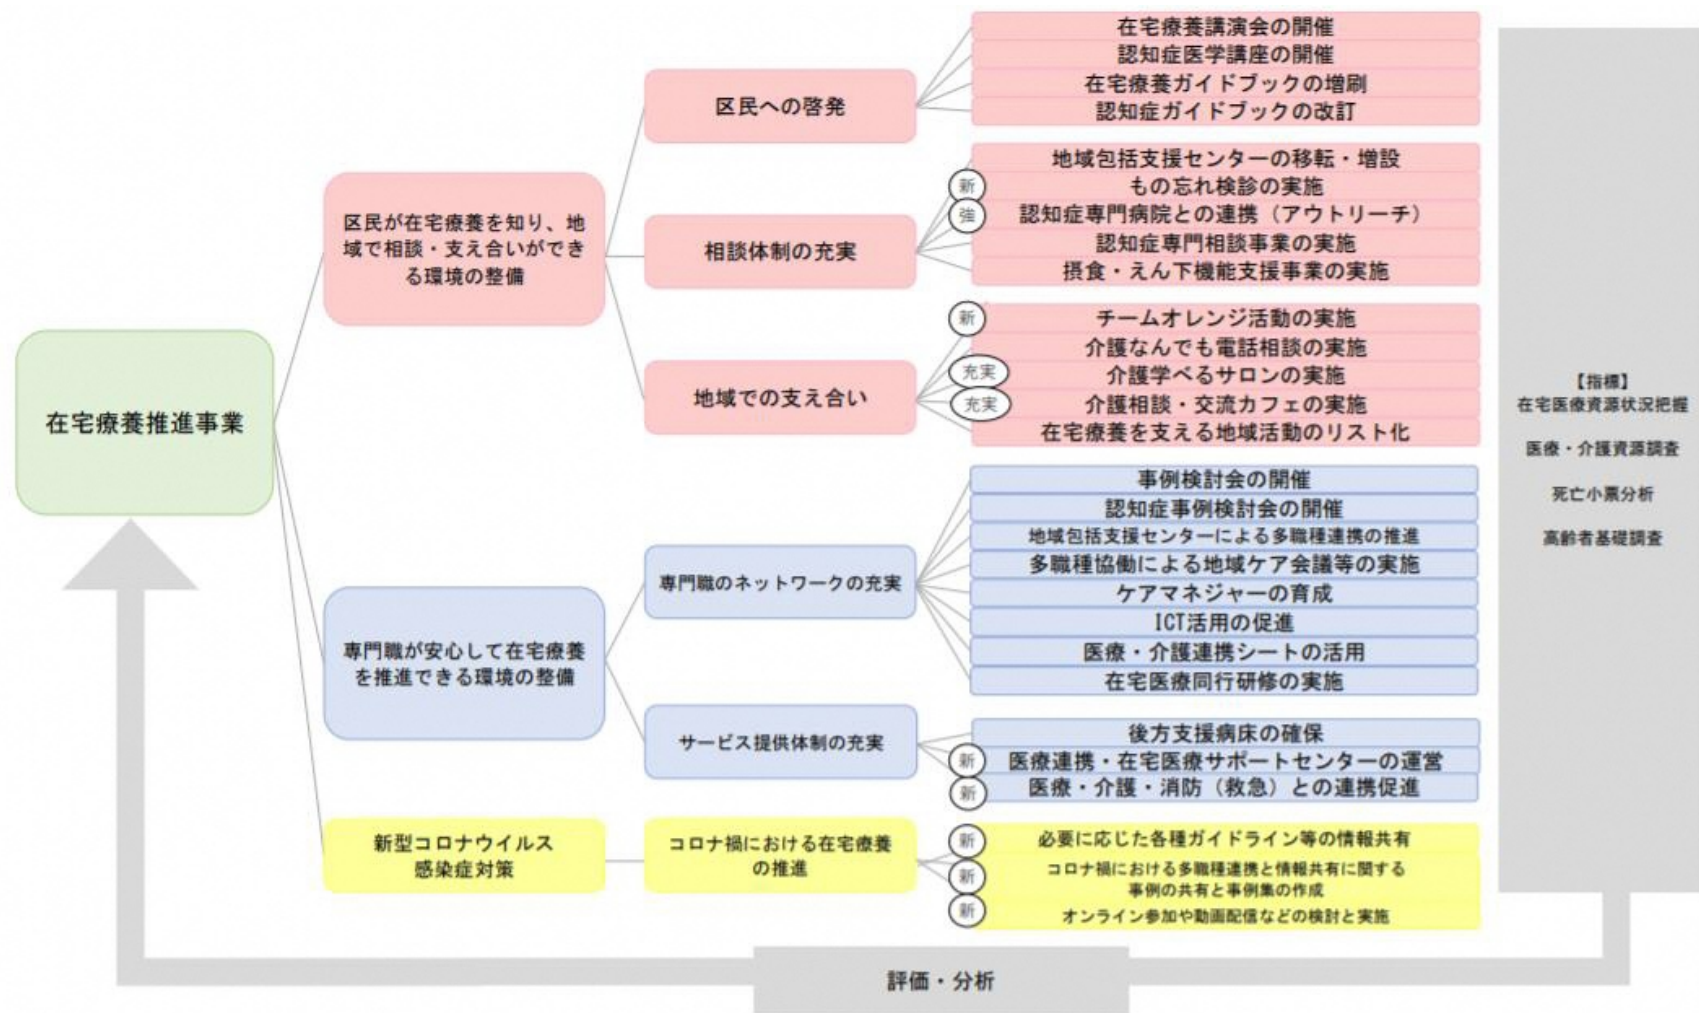 在宅療養推進事業
区民が在宅療養を知り、地
域で相談・支え合いができ
る環境の整備
区民への啓発
在宅療養講演会の開催
認知症医学講座の開催
在宅療養ガイドブックの増刷
認知症ガイドブックの改訂
相談体制の充実
地域包括支援センターの移転・増設
新
もの忘れ検診の実施
強
認知症専門病院との連携（アウトリーチ）
認知症専門相談事業の実施
摂食・えん下機能支援事業の実施
地域での支え合い
新
チームオレンジ活動の実施
介護なんでも電話相談の実施
充実
介護学べるサロンの実施
充実
介護相談・交流カフェの実施
在宅療養を支える地域活動のリスト化
専門職が安心して在宅療養
を推進できる環境の整備
専門職のネットワークの充実
事例検討会の開催
認知症事例検討会の開催
地域包括支援センターによる多職種連携の推進
多職種協働による地域ケア会議等の実施
ケアマネジャーの育成
ICT活用の促進
医療・介護連携シートの活用
在宅医療同行研修の実施
サービス提供体制の充実
後方支援病床の確保
新
医療連携・在宅医療サポートセンターの運営
新
医療・介護・消防（救急）との連携促進
新型コロナウイルス
感染症対策
コロナ禍における在宅療養
の推進
新
必要に応じた各種ガイドライン等の情報共有
新
コロナ禍における多職種連携と情報共有に関する
事例の共有と事例集の作成
新
オンライン参加や動画配信などの検討と実施
【指標】
在宅医療資源状況把握
医療・介護資源調査
死亡小票分析
高齢者基礎調査
評価・分析